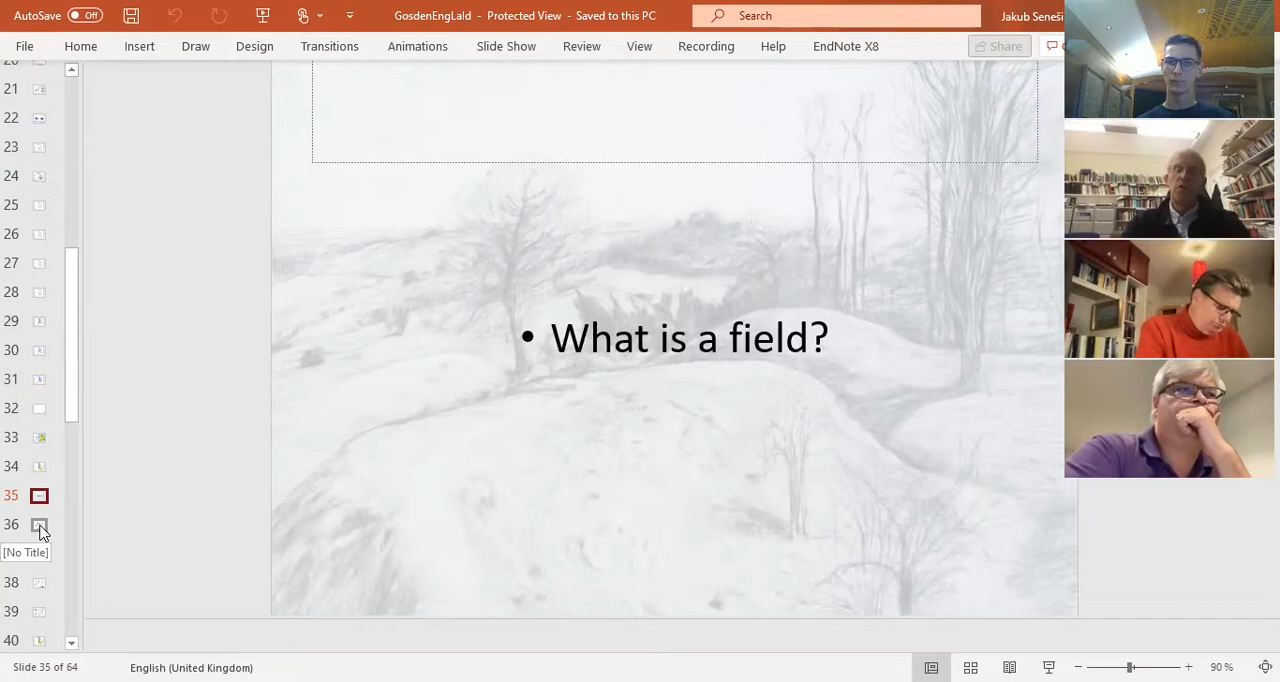 AutoSave Off
GosdenEngLald - Protected View - Saved to this PC
Search
Jakub Seneši
File Home Insert Draw Design Transitions Animations Slide Show Review View Recording Help EndNote X8
Share
21
22
23
24
25
26
27
28
29
30
31
32
33
34
35
36
[No Title]
38
39
40
• What is a field?
Slide 35 of 64
English (United Kingdom)
90 %